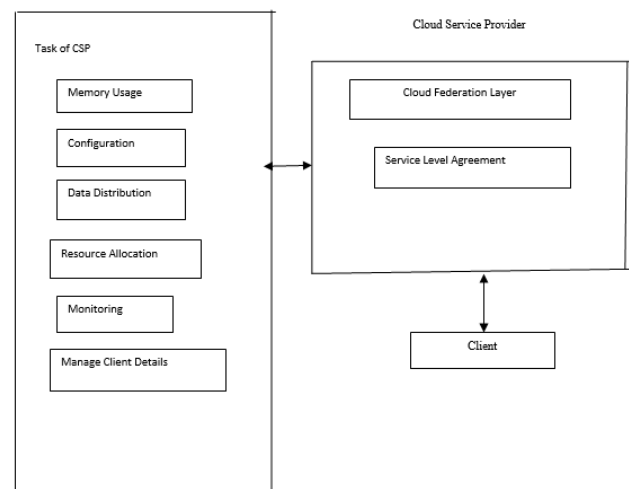 Task of CSP
Memory Usage
Configuration
Data Distribution
Resource Allocation
Monitoring
Manage Client Details
Cloud Service Provider
Cloud Federation Layer
Service Level Agreement
Client